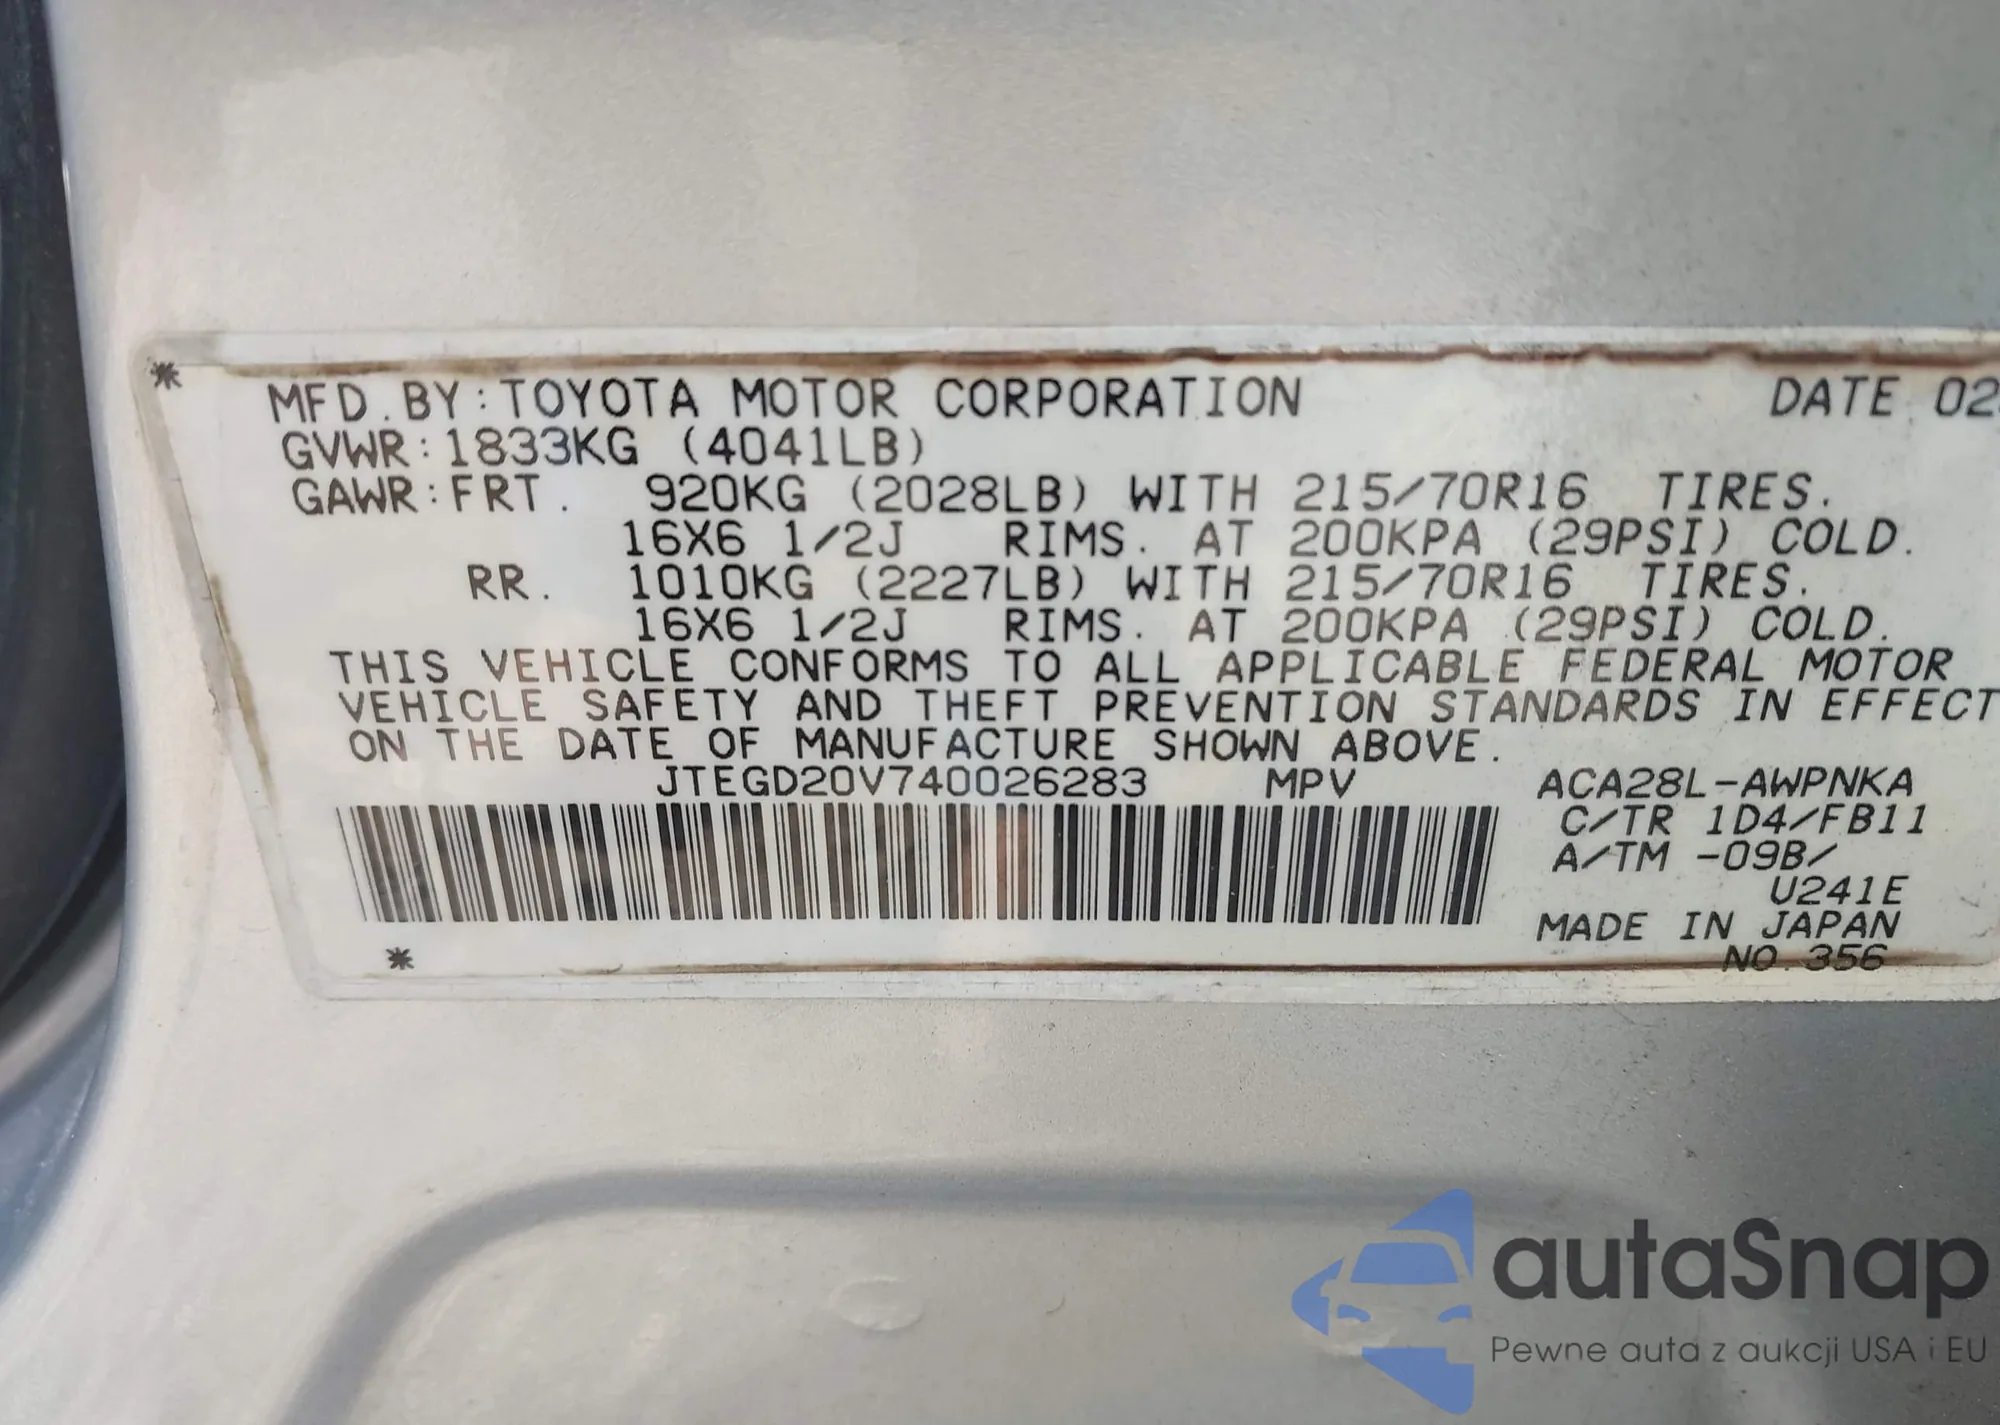 *
MFD.BY:TOYOTA MOTOR CORPORATION DATE 02
GVWR:1833KG (4041LB)
GAWR:FRT. 920KG (2028LB) WITH 215/70R16 TIRES.
16X6 1/2J RIMS. AT 200KPA (29PSI) COLD.
RR. 1010KG (2227LB) WITH 215/70R16 TIRES.
16X6 1/2J RIMS. AT 200KPA (29PSI) COLD.
THIS VEHICLE CONFORMS TO ALL APPLICABLE FEDERAL MOTOR
VEHICLE SAFETY AND THEFT PREVENTION STANDARDS IN EFFECT
ON THE DATE OF MANUFACTURE SHOWN ABOVE.
JTEGD20V740026283 MPV ACA28L-AWPNKA
C/TR 1D4/FB11
A/TM -09B/
U241E
MADE IN JAPAN
* NO.356
autaSnap
Pewne auta z aukcji USA i EU